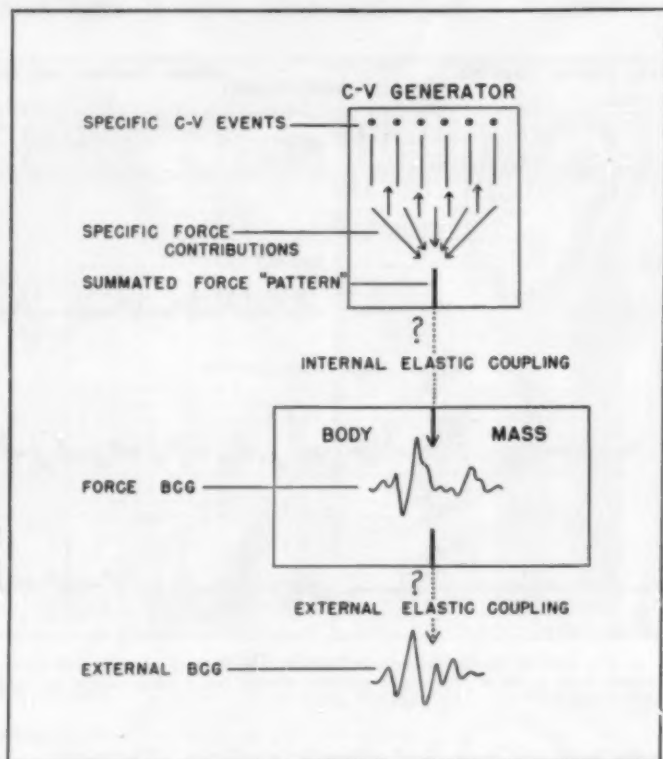 C-V GENERATOR
SPECIFIC C-V EVENTS
SPECIFIC FORCE
CONTRIBUTIONS
SUMMATED FORCE "PATTERN"
?
INTERNAL ELASTIC COUPLING
BODY MASS
FORCE BCG
?
EXTERNAL ELASTIC COUPLING
EXTERNAL BCG